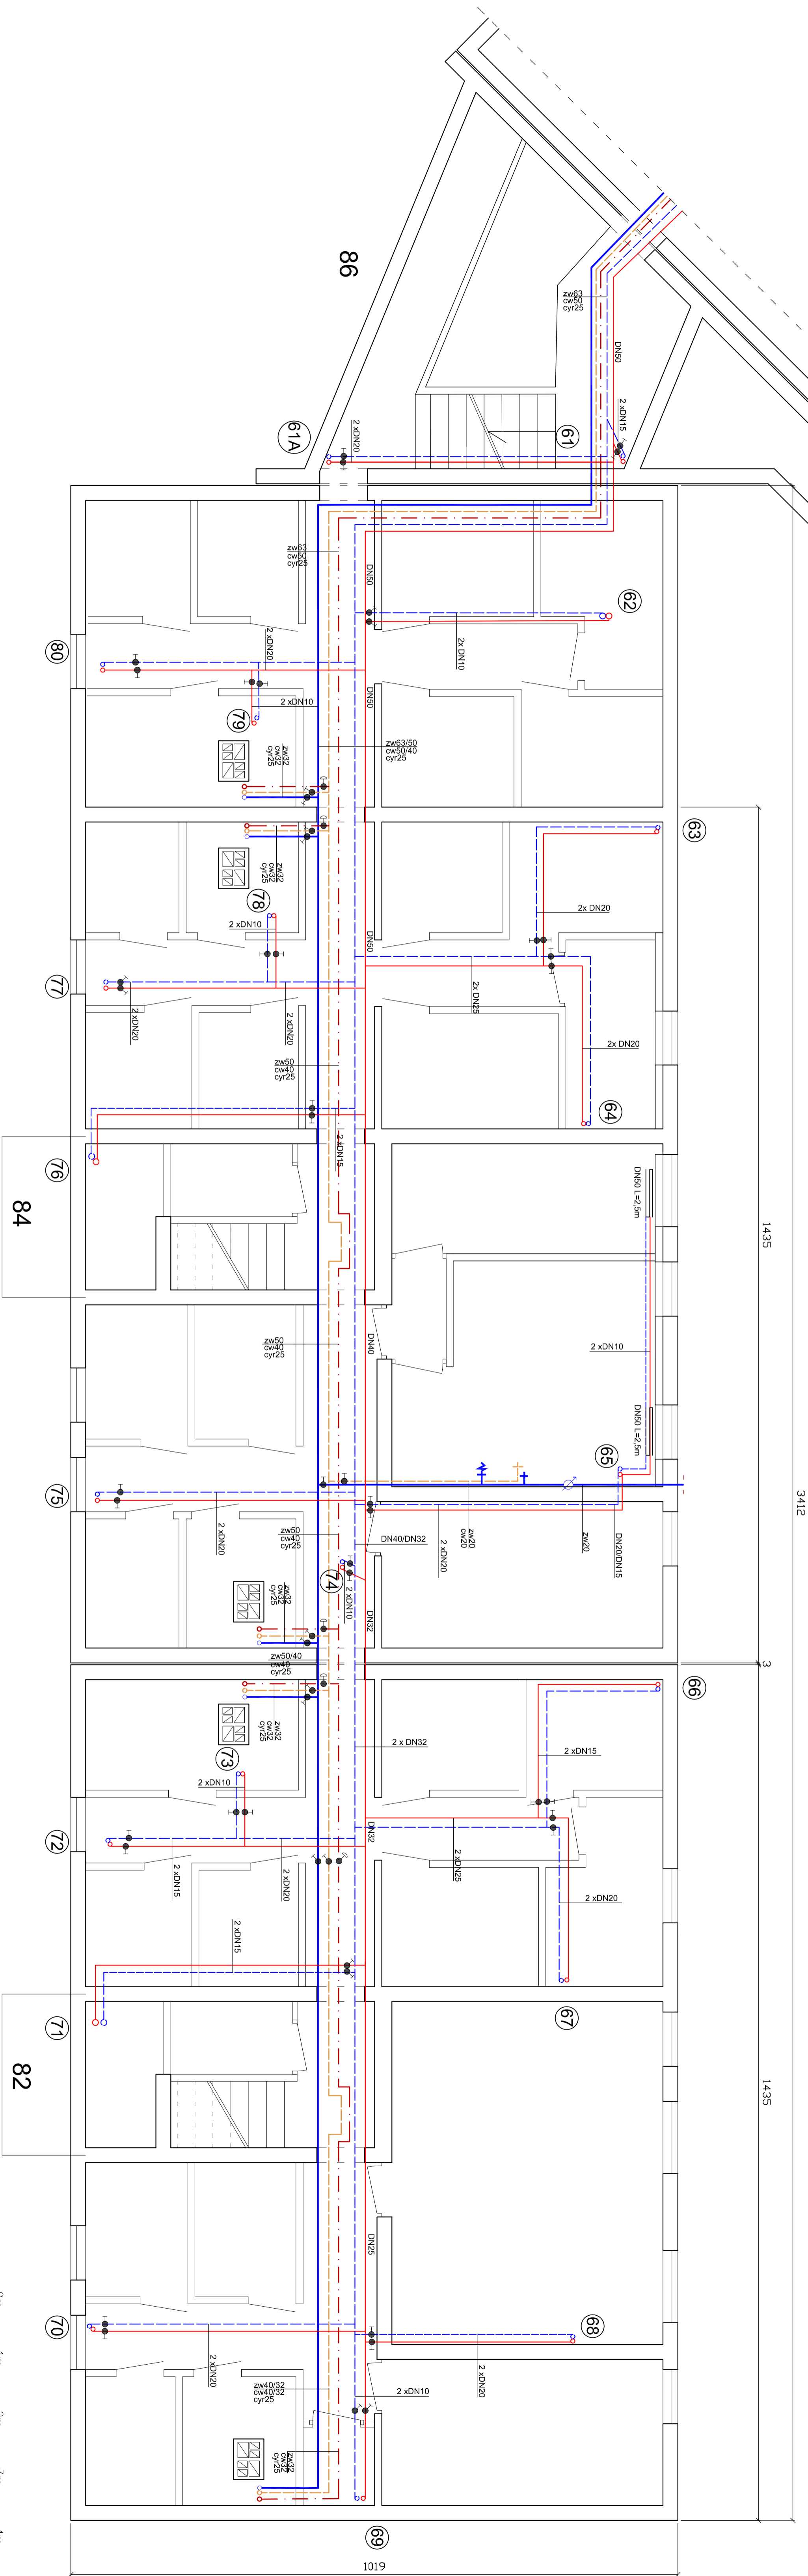 86
zw63
cw50
cyr25
DN50
2 xDN15
61
61A
2 xDN20
zw63
cw50
cyr25
DN50
62
2x DN10
80
2 xDN20
79
2 xDN10
DN50
zw63/50
cw50/40
cyr25
zw32
cw32
cyr25
63
zw32
cw32
cyr25
78
2 xDN10
2x DN20
DN50
77
2 xDN20
2 xDN20
2x DN25
2x DN20
zw50
cw40
cyr25
64
2 xDN15
76
84
DN50 L=2,5m
1435
zw50
cw40
cyr25
DN40
2 xDN10
DN50 L=2,5m
65
75
2 xDN20
3412
zw50
cw40
cyr25
DN40/DN32
2 xDN20
zw20
cw20
zw20
DN20/DN15
74
2 xDN10
zw32
cw32
cyr25
DN32
zw50/40
cw40
cyr25
3
66
zw32
cw32
cyr25
2 x DN32
2 xDN15
73
2 xDN10
72
DN32
2 xDN15
2 xDN20
2 xDN25
2 xDN20
2 xDN15
67
71
82
1435
DN25
68
70
2 xDN20
2 xDN20
zw40/32
cw40/32
cyr25
2 xDN10
zw32
cw32
cyr25
69
1019